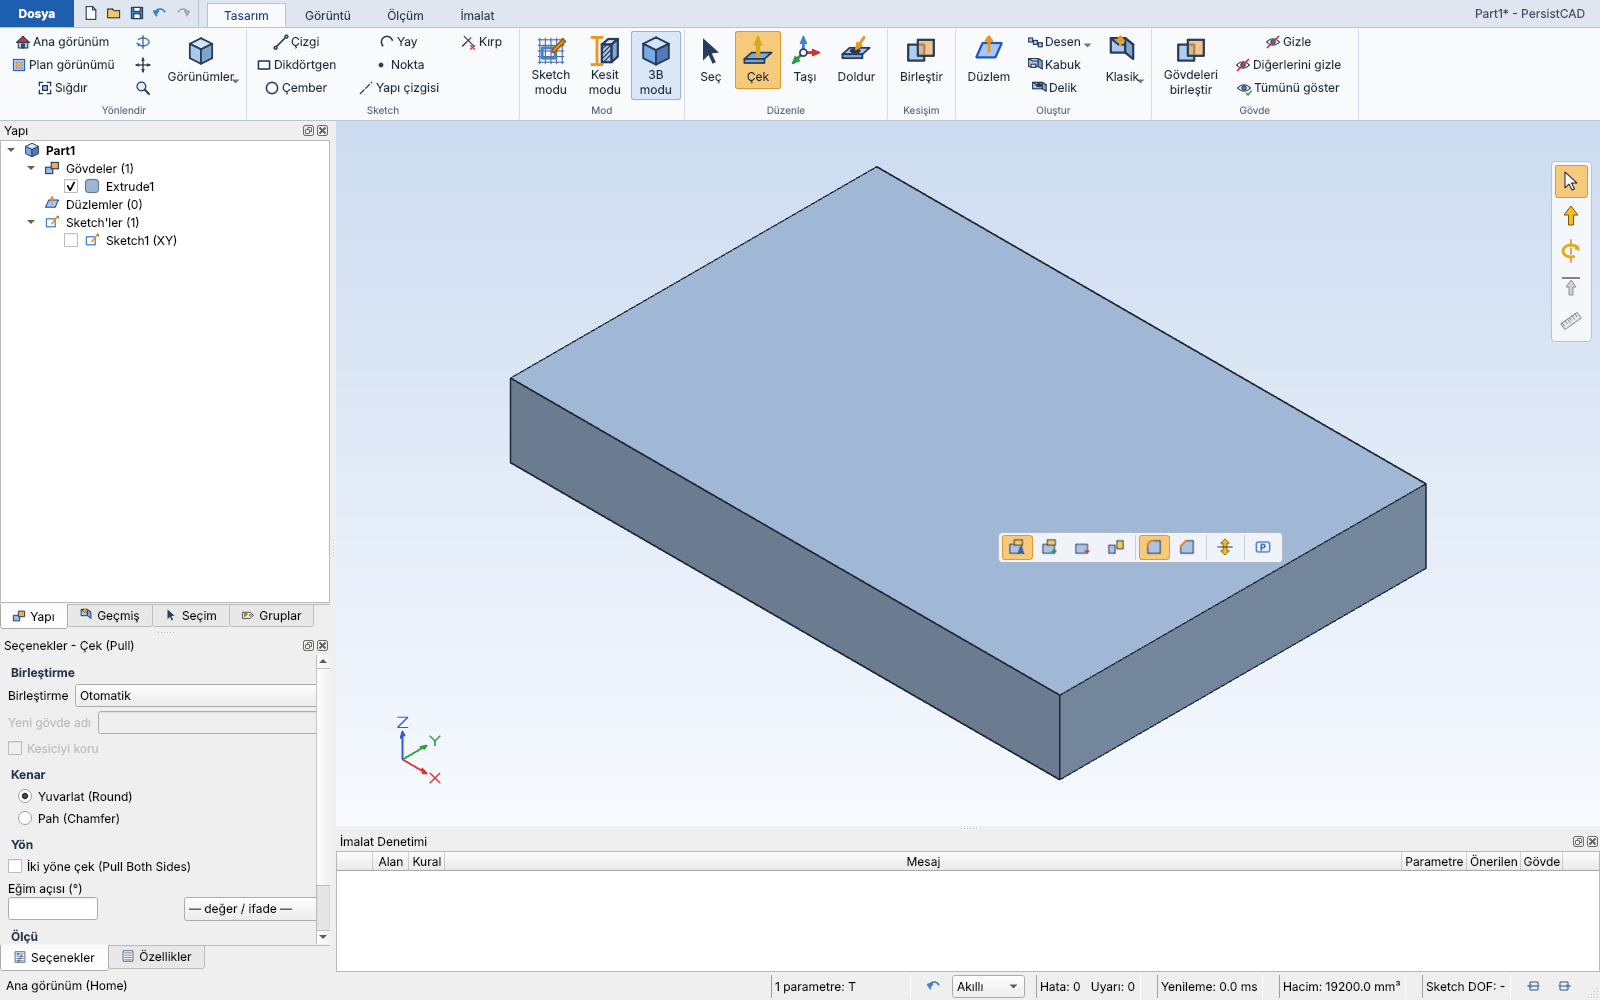 Dosya
Tasarım
Görüntü
Ölçüm
İmalat
Part1* - PersistCAD
Ana görünüm
Plan görünümü
Sığdır
Görünümler
Yönlendir
Çizgi
Dikdörtgen
Çember
Yay
Nokta
Yapı çizgisi
Kırp
Sketch
Sketch
modu
Kesit
modu
3B
modu
Mod
Seç
Çek
Taşı
Doldur
Düzenle
Birleştir
Kesişim
Düzlem
Desen
Kabuk
Delik
Klasik
Oluştur
Gövdeleri
birleştir
Gizle
Diğerlerini gizle
Tümünü göster
Gövde
Yapı
Part1
Gövdeler (1)
Extrude1
Düzlemler (0)
Sketch'ler (1)
Sketch1 (XY)
Yapı
Geçmiş
Seçim
Gruplar
Seçenekler - Çek (Pull)
Birleştirme
Birleştirme
Otomatik
Yeni gövde adı
Kesiciyi koru
Kenar
Yuvarlat (Round)
Pah (Chamfer)
Yön
İki yöne çek (Pull Both Sides)
Eğim açısı (°)
— değer / ifade —
Ölçü
Seçenekler
Özellikler
P
Z
Y
X
İmalat Denetimi
Alan
Kural
Mesaj
Parametre
Önerilen
Gövde
Ana görünüm (Home)
1 parametre: T
Akıllı
Hata: 0
Uyarı: 0
Yenileme: 0.0 ms
Hacim: 19200.0 mm³
Sketch DOF: -